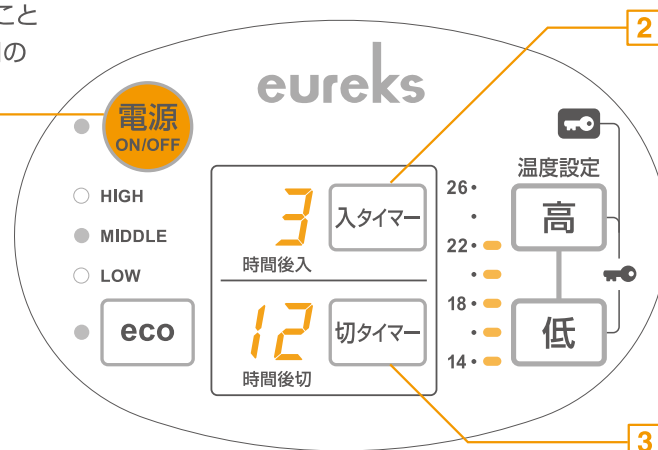 こと
の
2
eureks
電源
ON/OFF
HIGH
MIDDLE
LOW
eco
3
時間後入
入タイマー
12
時間後切
切タイマー
26
22
18
14
温度設定
高
低
3